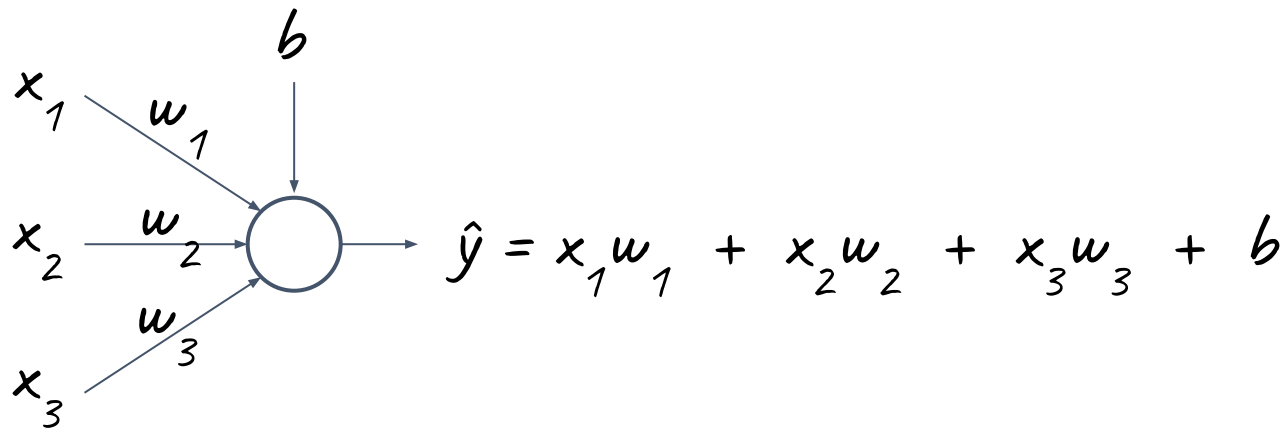 b
x₁
w₁
x₂
w₂
ŷ = x₁w₁ + x₂w₂ + x₃w₃ + b
w₃
x₃